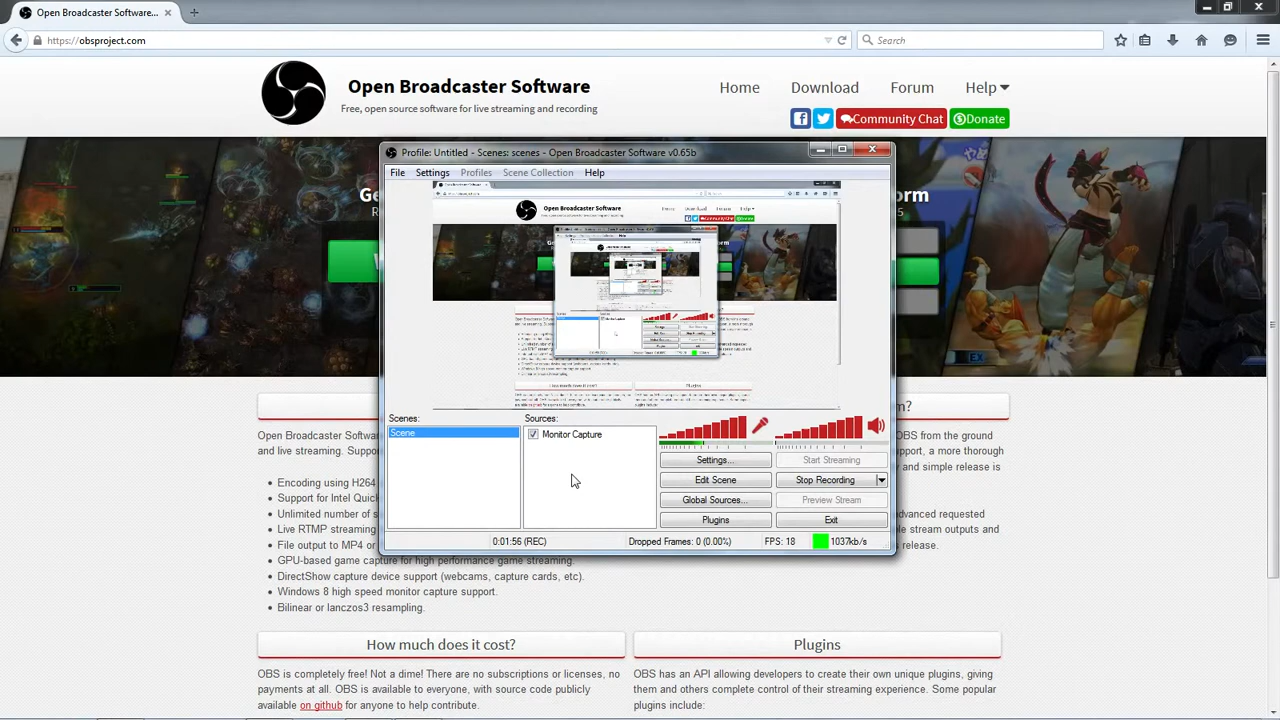 Open Broadcaster Software...
https://obsproject.com
Search
Open Broadcaster Software
Free, open source software for live streaming and recording
Home
Download
Forum
Help
Community Chat
Donate
Profile: Untitled - Scenes: scenes - Open Broadcaster Software v0.65b
File
Settings
Profiles
Scene Collection
Help
Open Broadcaster Software
Scenes:
Scene
Sources:
Monitor Capture
Settings...
Start Streaming
Edit Scene
Stop Recording
Global Sources...
Preview Stream
Plugins
Exit
0:01:56 (REC)
Dropped Frames: 0 (0.00%)
FPS: 18
1037kb/s
Open Broadcaster
and live streaming.
OBS from the ground
and simple release is
Encoding using H264
Support for Intel Quick
Unlimited number of
Live RTMP streaming
File output to MP4 or
GPU-based game capture for high performance game streaming.
DirectShow capture device support (webcams, capture cards, etc).
Windows 8 high speed monitor capture support.
Bilinear or lanczos3 resampling.
advanced requested
stream outputs and
release.
How much does it cost?
OBS is completely free! Not a dime! There are no subscriptions or licenses, no
payments at all. OBS is available to everyone, with source code publicly
available on github for anyone to help contribute.
Plugins
OBS has an API allowing developers to create their own unique plugins, giving
them and others complete control of their streaming experience. Some popular
plugins include: